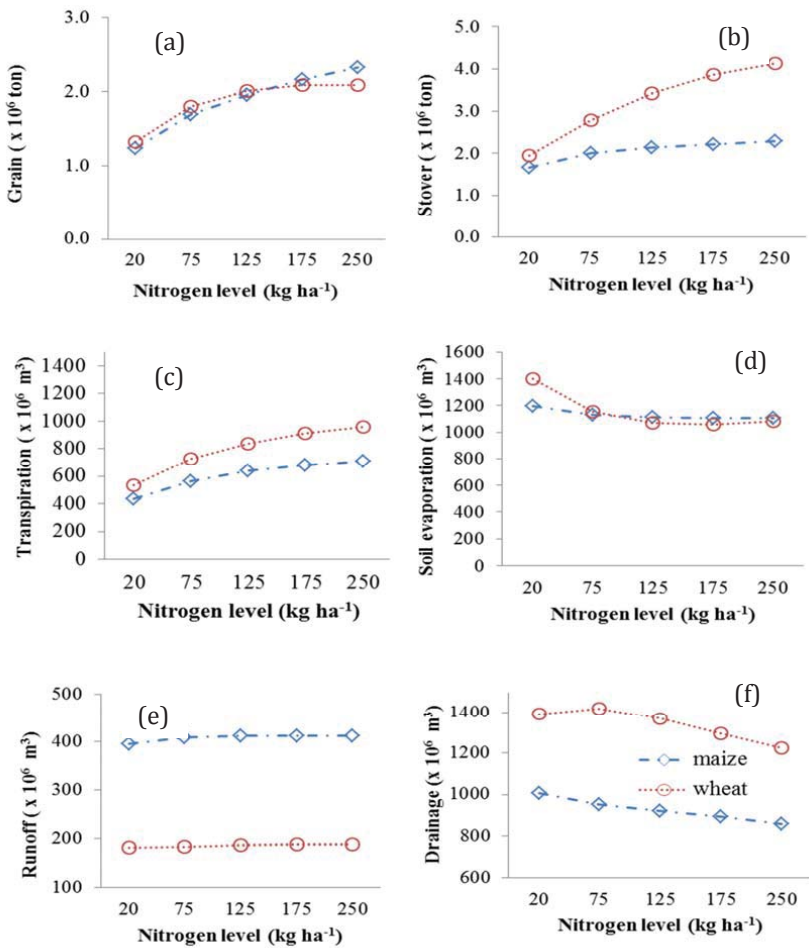 (a)
Grain ( x 10⁶ ton)
3.0
2.0
1.0
0.0
20 75 125 175 250
Nitrogen level (kg ha⁻¹)
(b)
Stover ( x 10⁶ ton)
5.0
4.0
3.0
2.0
1.0
0.0
20 75 125 175 250
Nitrogen level (kg ha⁻¹)
(c)
Transpiration ( x 10⁶ m³)
1400
1200
1000
800
600
400
200
0
20 75 125 175 250
Nitrogen level (kg ha⁻¹)
(d)
Soil evaporation ( x 10⁶ m³)
1600
1400
1200
1000
800
600
400
200
0
20 75 125 175 250
Nitrogen level (kg ha⁻¹)
(e)
Runoff ( x 10⁶ m³)
500
400
300
200
100
20 75 125 175 250
Nitrogen level (kg ha⁻¹)
(f)
Drainage (x 10⁶ m³)
1400
1200
1000
800
600
maize
wheat
20 75 125 175 250
Nitrogen level (kg ha⁻¹)